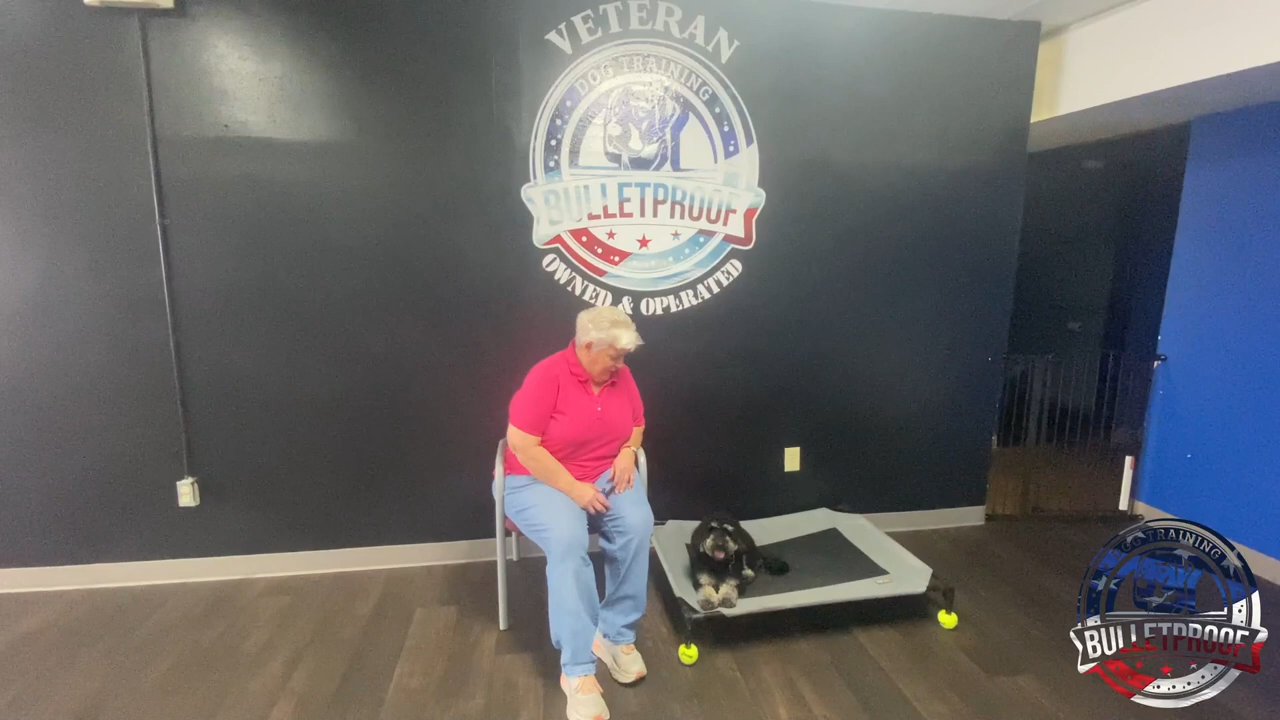 VETERAN
DOG TRAINING
BULLETPROOF
OWNED & OPERATED
DOG TRAINING
BULLETPROOF